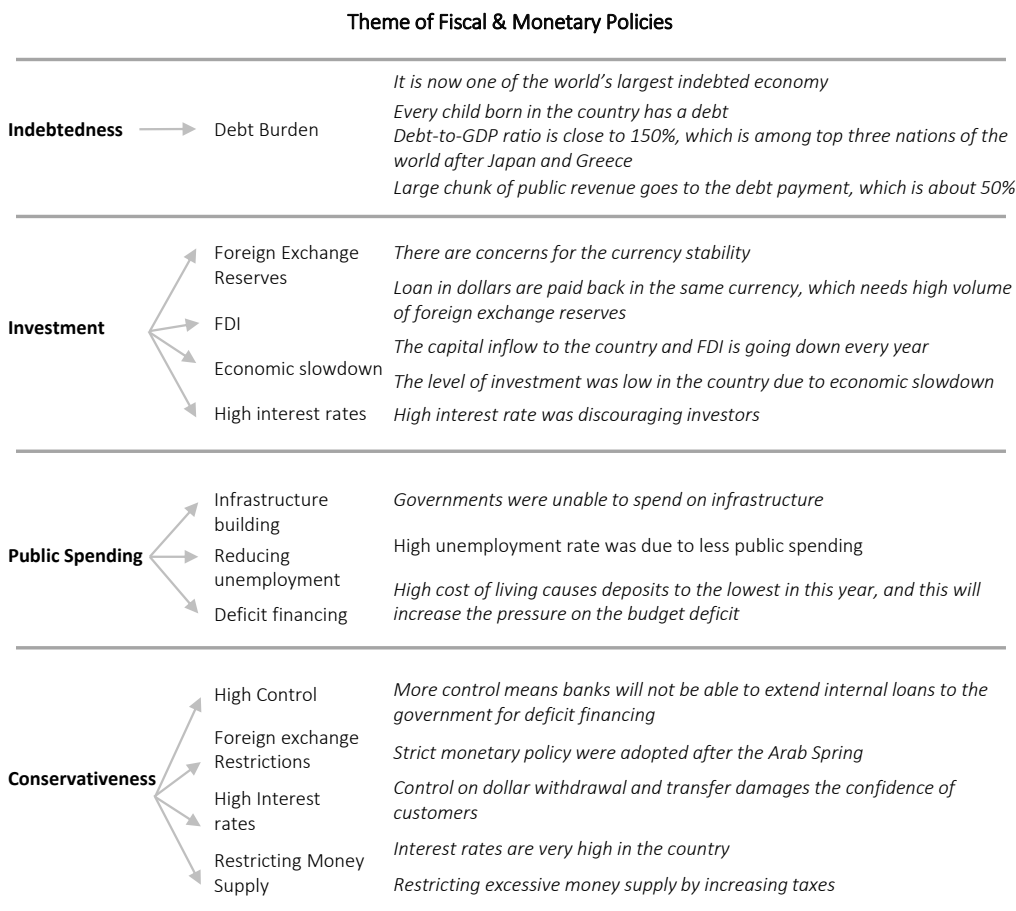 Theme of Fiscal & Monetary Policies
Indebtedness
Debt Burden
It is now one of the world's largest indebted economy
Every child born in the country has a debt
Debt-to-GDP ratio is close to 150%, which is among top three nations of the
world after Japan and Greece
Large chunk of public revenue goes to the debt payment, which is about 50%
Investment
Foreign Exchange
Reserves
FDI
Economic slowdown
High interest rates
There are concerns for the currency stability
Loan in dollars are paid back in the same currency, which needs high volume
of foreign exchange reserves
The capital inflow to the country and FDI is going down every year
The level of investment was low in the country due to economic slowdown
High interest rate was discouraging investors
Public Spending
Infrastructure
building
Reducing
unemployment
Deficit financing
Governments were unable to spend on infrastructure
High unemployment rate was due to less public spending
High cost of living causes deposits to the lowest in this year, and this will
increase the pressure on the budget deficit
Conservativeness
High Control
Foreign exchange
Restrictions
High Interest
rates
Restricting Money
Supply
More control means banks will not be able to extend internal loans to the
government for deficit financing
Strict monetary policy were adopted after the Arab Spring
Control on dollar withdrawal and transfer damages the confidence of
customers
Interest rates are very high in the country
Restricting excessive money supply by increasing taxes